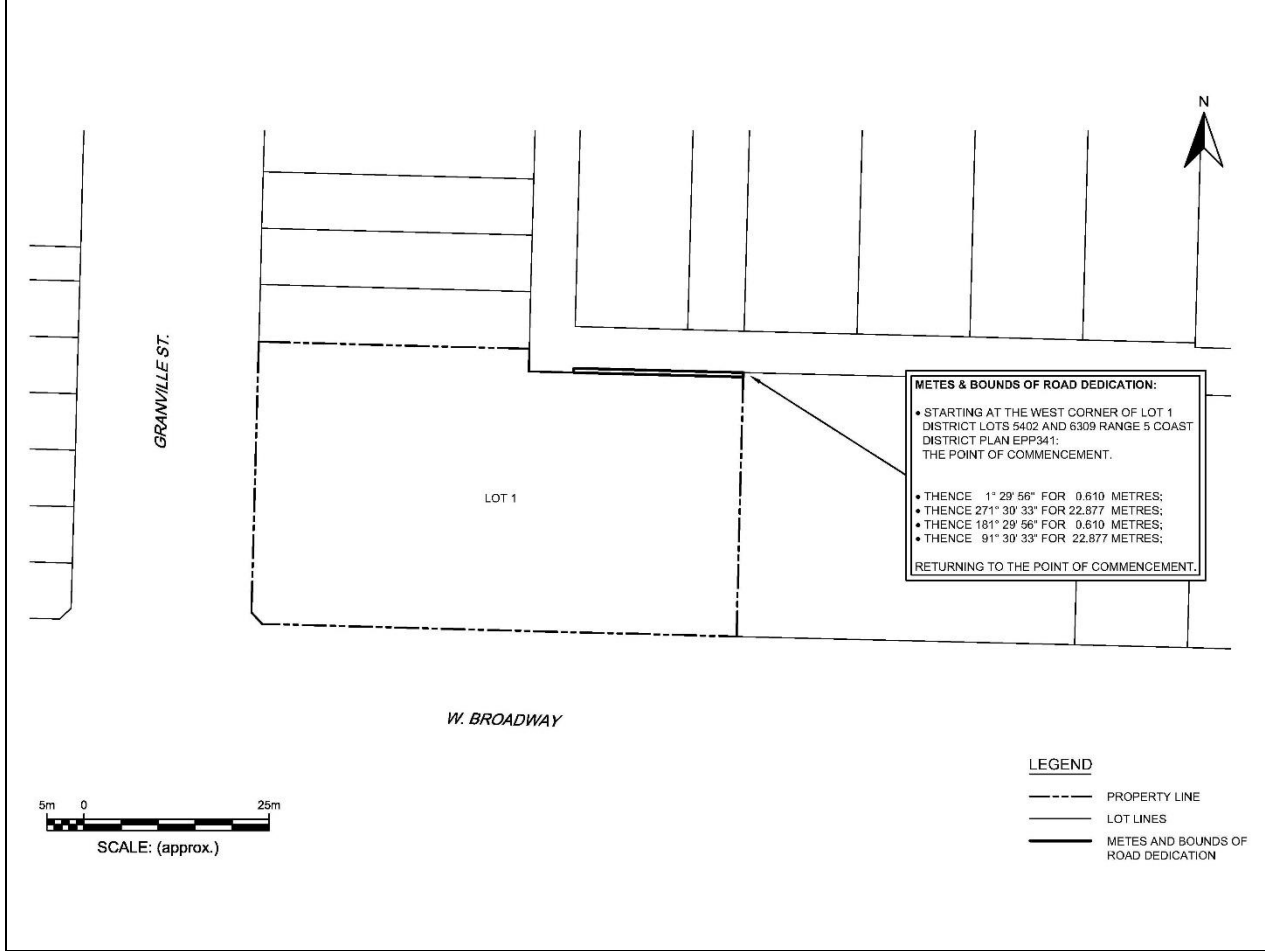 N
METES & BOUNDS OF ROAD DEDICATION:
• STARTING AT THE WEST CORNER OF LOT 1
DISTRICT LOTS 5402 AND 6309 RANGE 5 COAST
DISTRICT PLAN EPP341:
THE POINT OF COMMENCEMENT.
• THENCE 1° 29' 56" FOR 0.610 METRES;
• THENCE 271° 30' 33" FOR 22.877 METRES;
• THENCE 181° 29' 56" FOR 0.610 METRES;
• THENCE 91° 30' 33" FOR 22.877 METRES;
RETURNING TO THE POINT OF COMMENCEMENT.
GRANVILLE ST.
LOT 1
W. BROADWAY
5m 0 25m
SCALE: (approx.)
LEGEND
PROPERTY LINE
LOT LINES
METES AND BOUNDS OF
ROAD DEDICATION